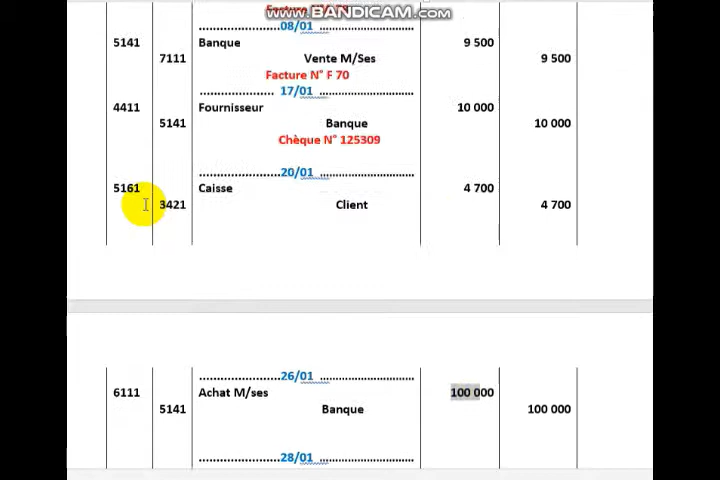 www.BANDICAM.com
........................08/01 ............................
5141 Banque 9 500
7111 Vente M/Ses 9 500
Facture N° F 70
...................... 17/01 ............................
4411 Fournisseur 10 000
5141 Banque 10 000
Chèque N° 125309
........................20/01 ............................
5161 Caisse 4 700
3421 Client 4 700
........................26/01 ............................
6111 Achat M/ses 100 000
5141 Banque 100 000
........................28/01 ............................